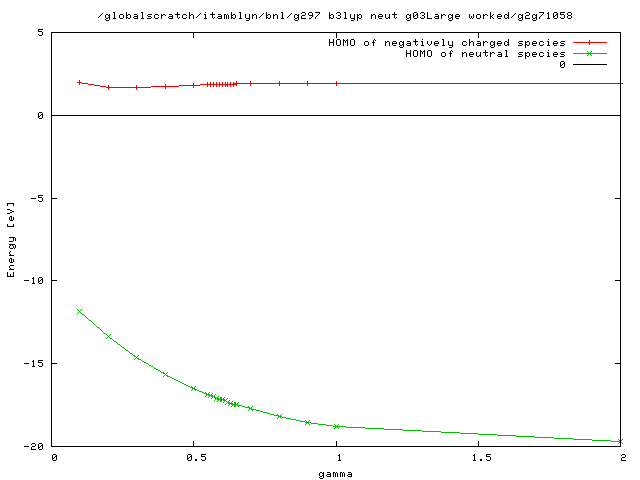 /globalscratch/itamblyn/bnl/g297 b3lyp neut g03Large worked/g2g71058
HOMO of negatively charged species
HOMO of neutral species
0
5
0
-5
-10
-15
-20
Energy [eV]
0 0.5 1 1.5 2
gamma